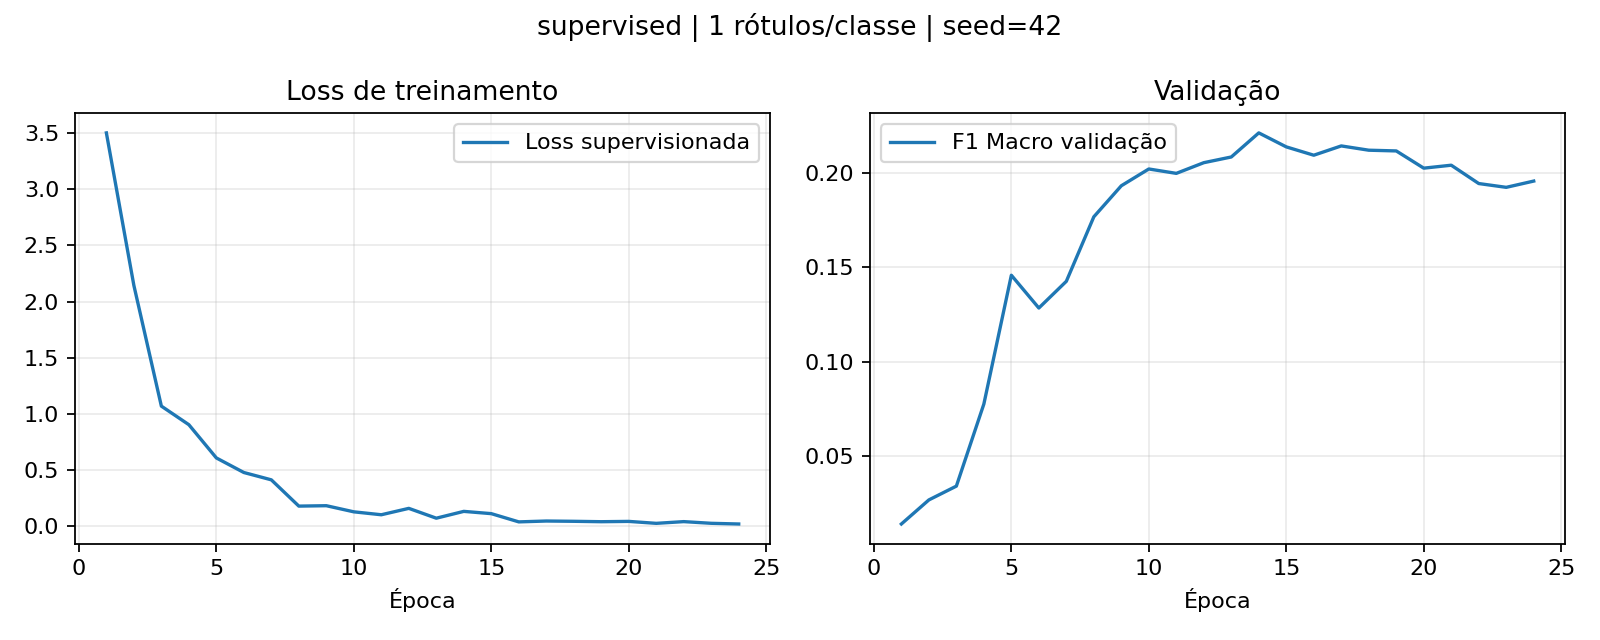 supervised | 1 rótulos/classe | seed=42
Loss de treinamento
Loss supervisionada
3.5
3.0
2.5
2.0
1.5
1.0
0.5
0.0
0 5 10 15 20 25
Época
Validação
F1 Macro validação
0.20
0.15
0.10
0.05
0 5 10 15 20 25
Época